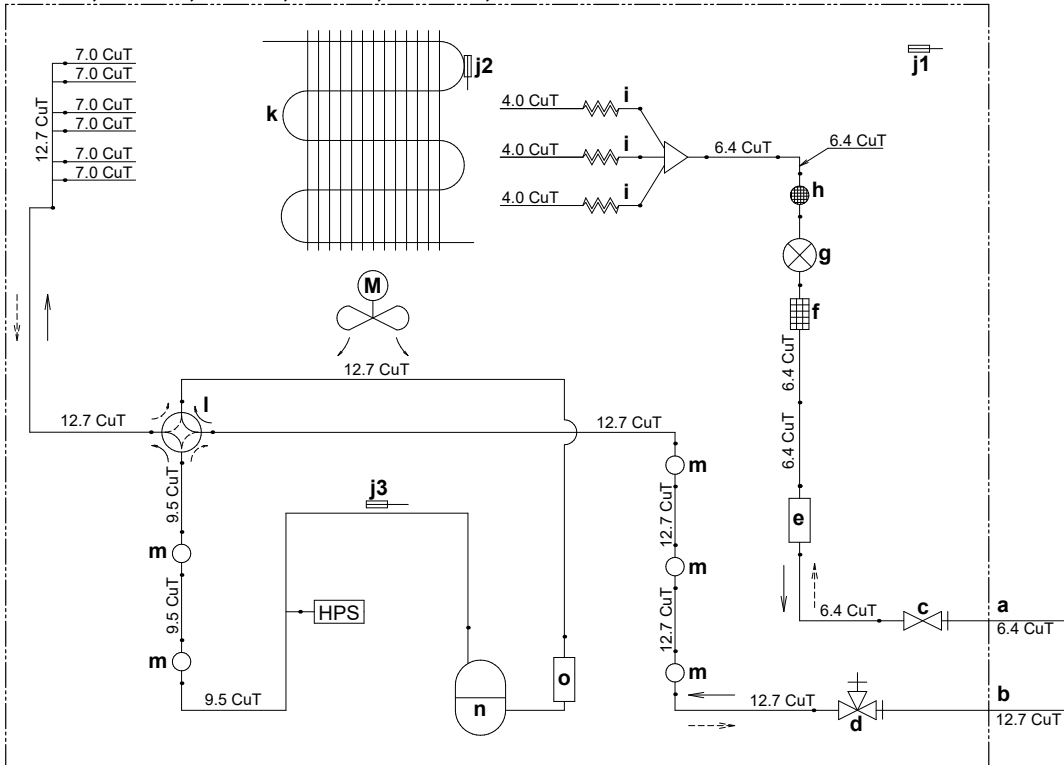 7.0 CuT
7.0 CuT
7.0 CuT
7.0 CuT
7.0 CuT
7.0 CuT
12.7 CuT
k
j2
j1
4.0 CuT
i
4.0 CuT
i
4.0 CuT
i
6.4 CuT
6.4 CuT
h
g
f
M
6.4 CuT
6.4 CuT
12.7 CuT
12.7 CuT
l
12.7 CuT
9.5 CuT
m
9.5 CuT
m
9.5 CuT
j3
HPS
n
o
m
12.7 CuT
m
12.7 CuT
m
e
6.4 CuT
c
a
6.4 CuT
12.7 CuT
d
b
12.7 CuT